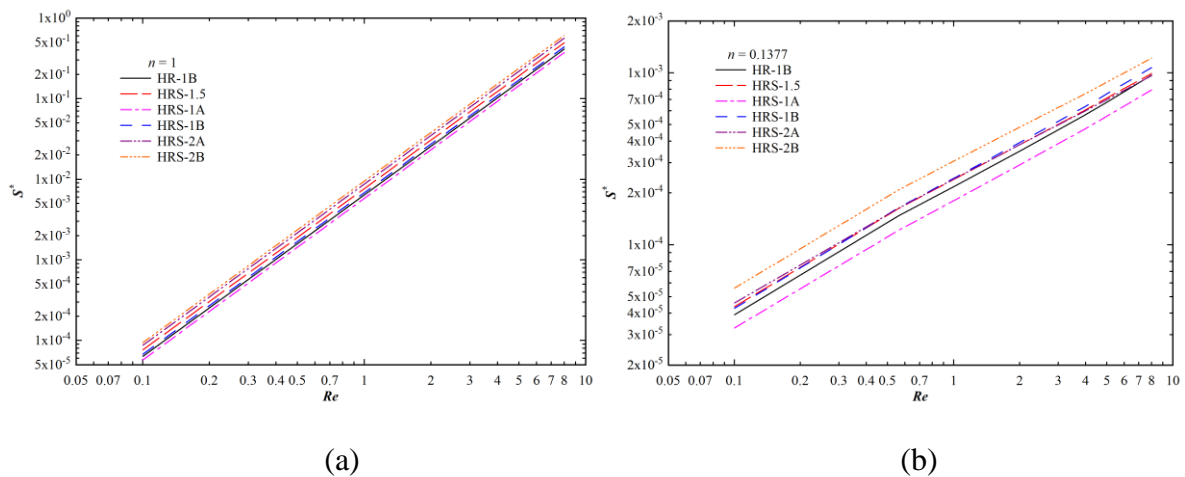 1x10⁰
5x10⁻¹
2x10⁻¹
1x10⁻¹
5x10⁻²
2x10⁻²
1x10⁻²
5x10⁻³
2x10⁻³
1x10⁻³
5x10⁻⁴
2x10⁻⁴
1x10⁻⁴
5x10⁻⁵
S*
n = 1
HR-1B
HRS-1.5
HRS-1A
HRS-1B
HRS-2A
HRS-2B
0.05 0.07 0.1 0.2 0.3 0.4 0.5 0.7 1 2 3 4 5 6 7 8 10
Re
(a)
2x10⁻³
1x10⁻³
7x10⁻⁴
5x10⁻⁴
4x10⁻⁴
3x10⁻⁴
2x10⁻⁴
1x10⁻⁴
7x10⁻⁵
5x10⁻⁵
4x10⁻⁵
3x10⁻⁵
2x10⁻⁵
S*
n = 0.1377
HR-1B
HRS-1.5
HRS-1A
HRS-1B
HRS-2A
HRS-2B
0.05 0.07 0.1 0.2 0.3 0.4 0.5 0.7 1 2 3 4 5 6 7 8 10
Re
(b)